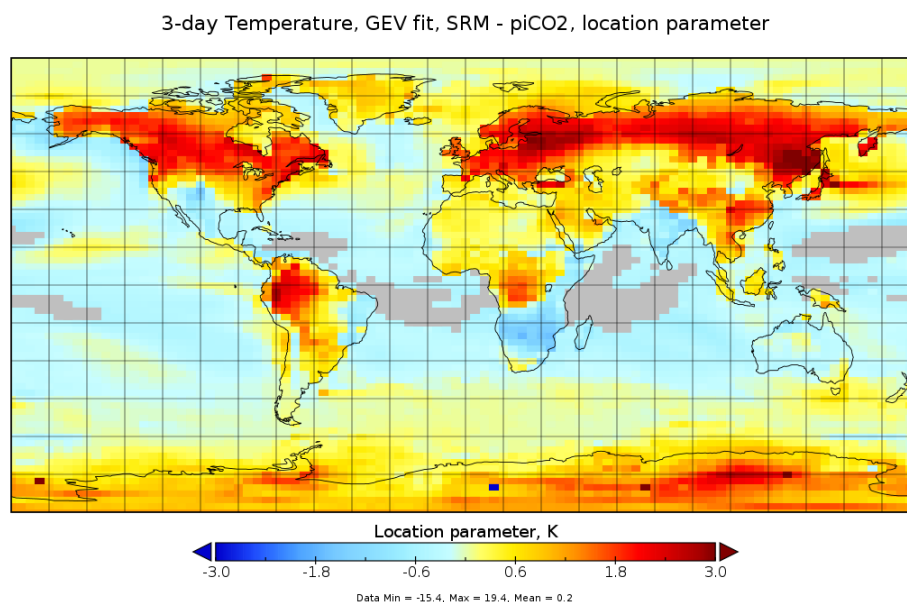 3-day Temperature, GEV fit, SRM - piCO2, location parameter
Location parameter, K
-3.0 -1.8 -0.6 0.6 1.8 3.0
Data Min = -15.4, Max = 19.4, Mean = 0.2